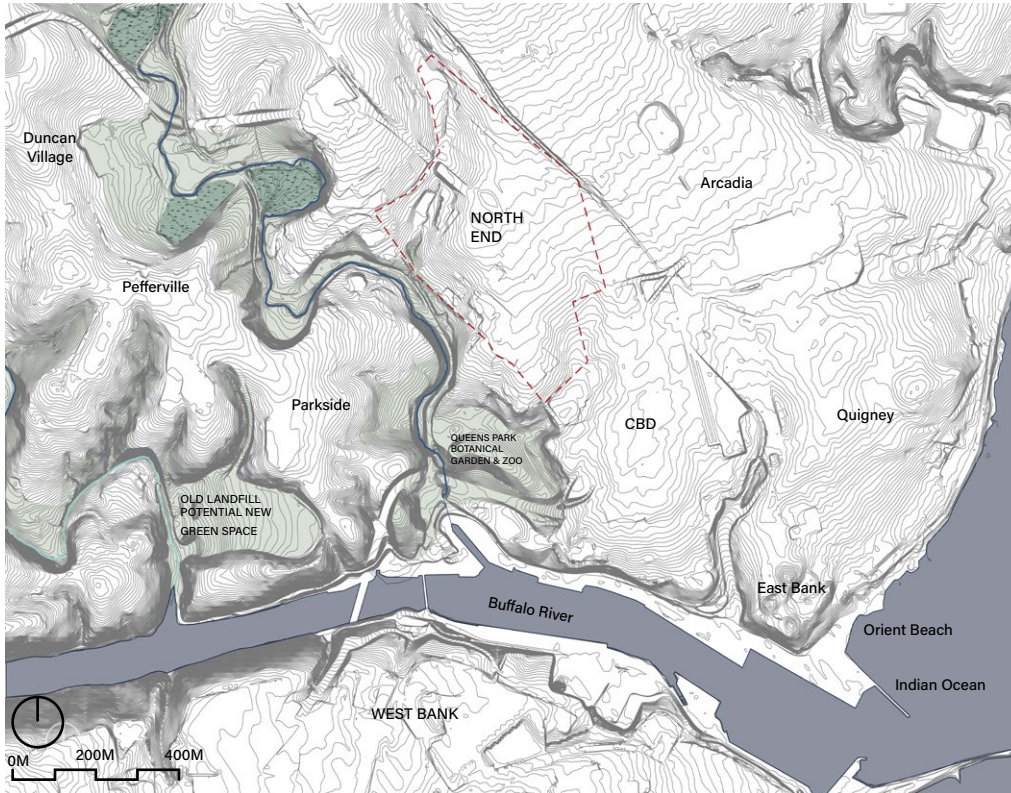 Duncan
Village
Arcadia
NORTH
END
Pefferville
Parkside
CBD
Quigney
QUEENS PARK
BOTANICAL
GARDEN & ZOO
OLD LANDFILL
POTENTIAL NEW
GREEN SPACE
East Bank
Buffalo River
Orient Beach
Indian Ocean
WEST BANK
0M 200M 400M